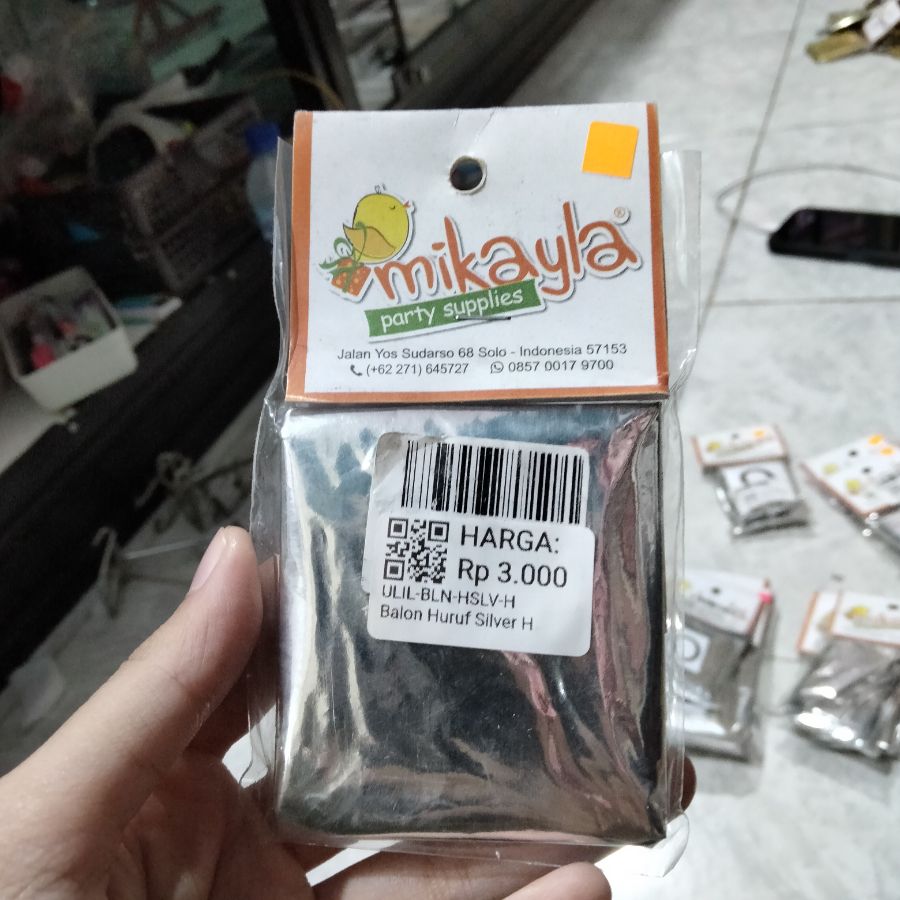 mikayla®
party supplies
Jalan Yos Sudarso 68 Solo - Indonesia 57153
(+62 271) 645727 0857 0017 9700
HARGA:
Rp 3.000
ULIL-BLN-HSLV-H
Balon Huruf Silver H